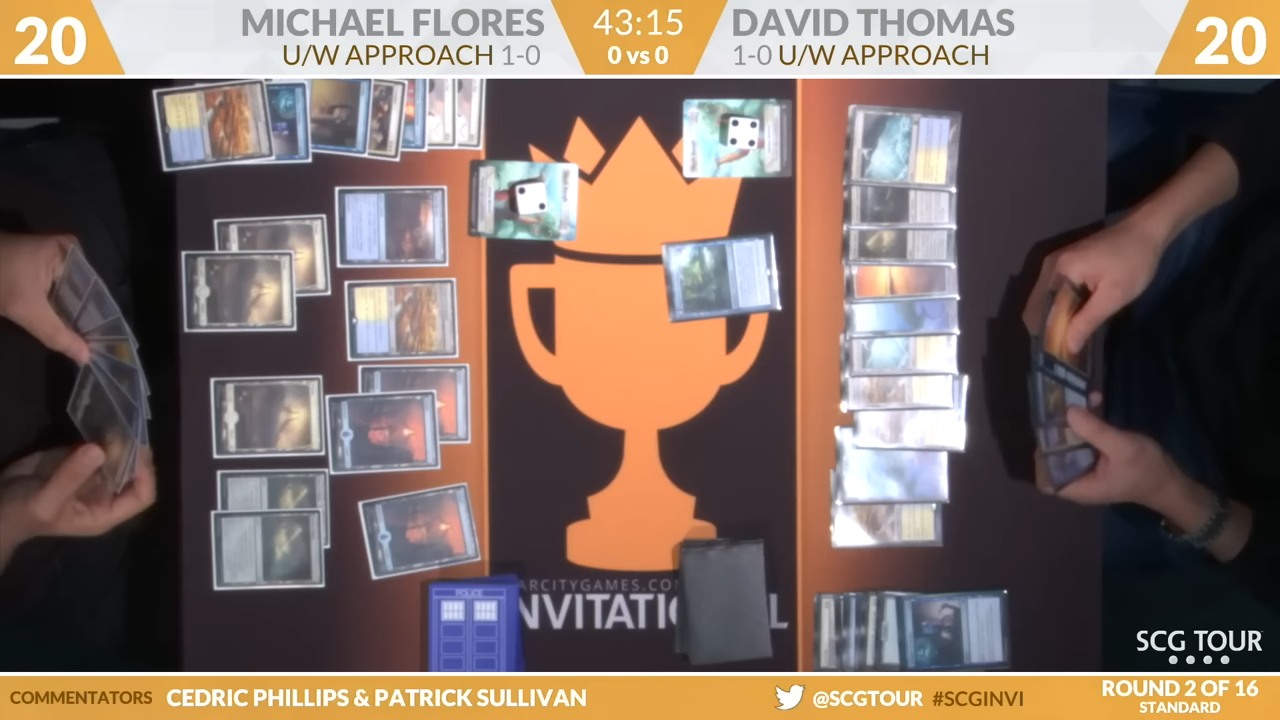 20
MICHAEL FLORES
U/W APPROACH 1-0
43:15
0 vs 0
DAVID THOMAS
1-0 U/W APPROACH
20
POLICE
ARCITYGAMES.CO
NVITATI L
SCG TOUR
COMMENTATORS CEDRIC PHILLIPS & PATRICK SULLIVAN
@SCGTOUR #SCGINVI
ROUND 2 OF 16
STANDARD